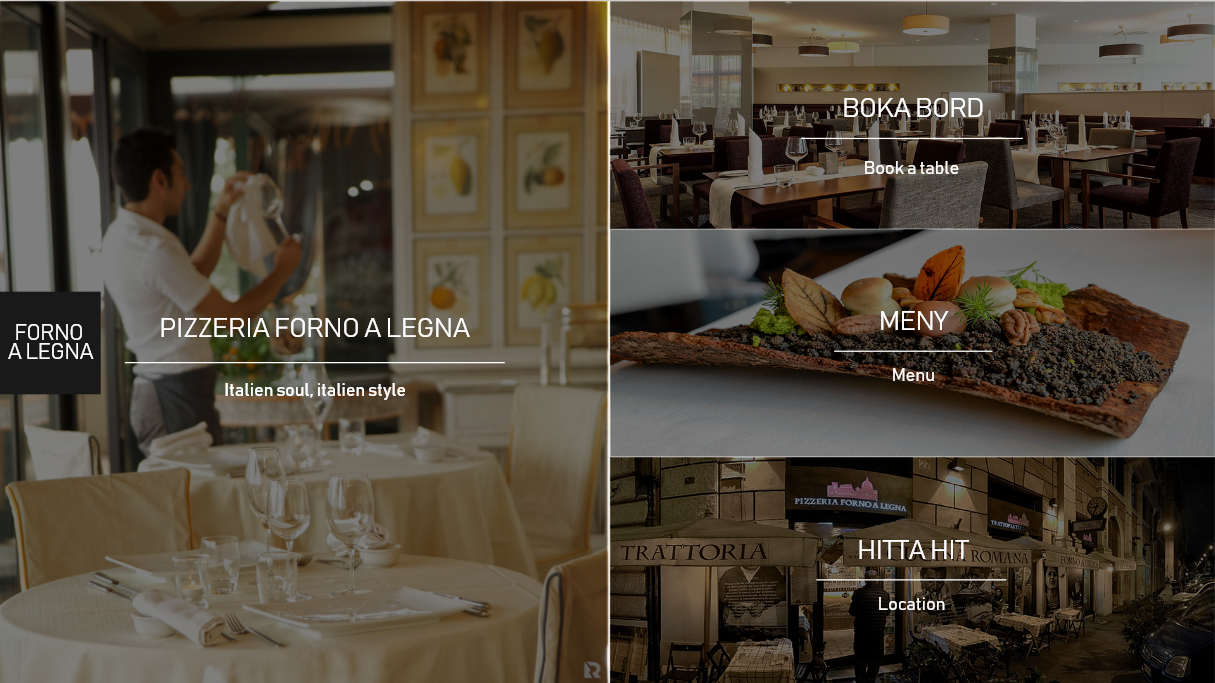 FORNO
A LEGNA
PIZZERIA FORNO A LEGNA
Italien soul, italien style
BOKA BORD
Book a table
MENY
Menu
PIZZERIA FORNO A LEGNA
TRATTORIA
ROMANA
HITTA HIT
Location